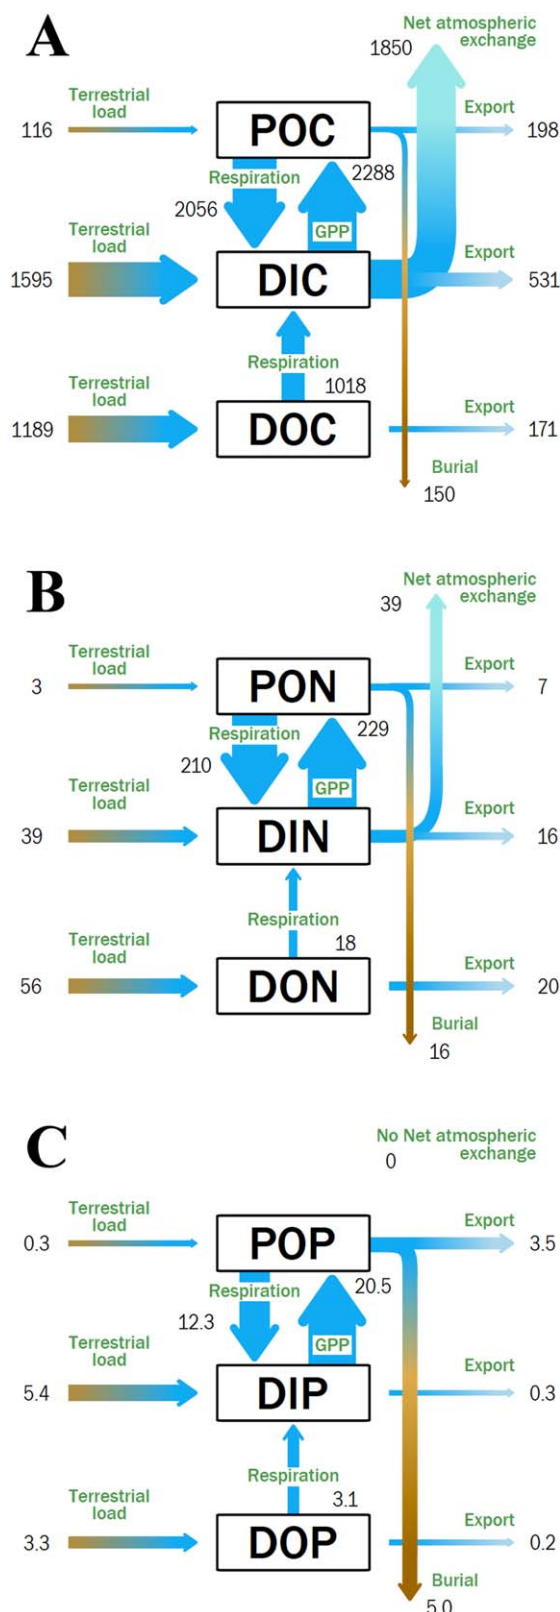 A
Net atmospheric
exchange
1850
Terrestrial
load
116
POC
Export
198
Respiration
2056
2288
GPP
Terrestrial
load
1595
DIC
Export
531
Respiration
1018
Terrestrial
load
1189
DOC
Export
171
Burial
150
B
Net atmospheric
exchange
39
Terrestrial
load
3
PON
Export
7
Respiration
210
229
GPP
Terrestrial
load
39
DIN
Export
16
Respiration
18
Terrestrial
load
56
DON
Export
20
Burial
16
C
No Net atmospheric
exchange
0
Terrestrial
load
0.3
POP
Export
3.5
Respiration
12.3
20.5
GPP
Terrestrial
load
5.4
DIP
Export
0.3
Respiration
3.1
Terrestrial
load
3.3
DOP
Export
0.2
Burial
5.0